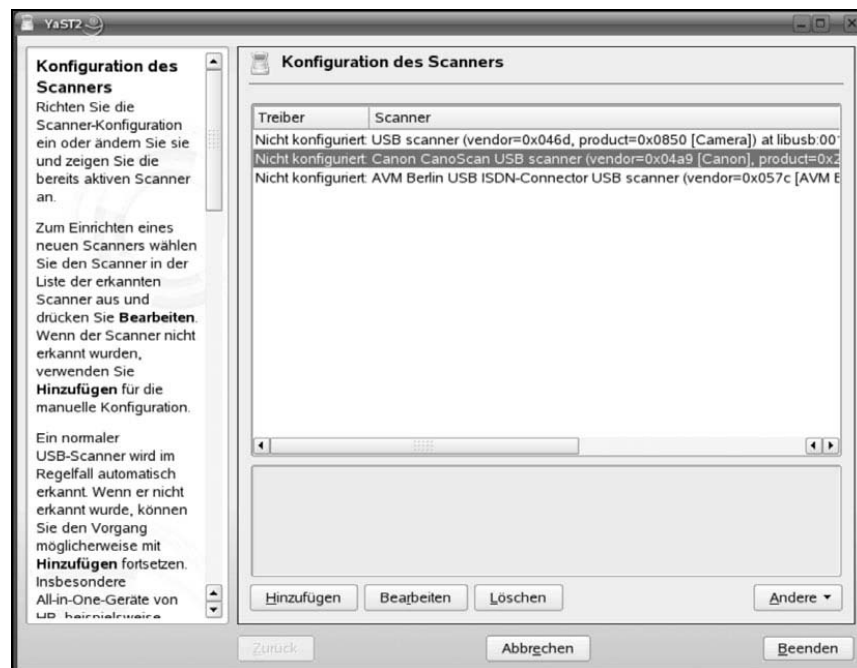 YaST2
Konfiguration des
Scanners
Richten Sie die
Scanner-Konfiguration
ein oder ändern Sie sie
und zeigen Sie die
bereits aktiven Scanner
an.
Zum Einrichten eines
neuen Scanners wählen
Sie den Scanner in der
Liste der erkannten
Scanner aus und
drücken Sie Bearbeiten.
Wenn der Scanner nicht
erkannt wurden,
verwenden Sie
Hinzufügen für die
manuelle Konfiguration.
Ein normaler
USB-Scanner wird im
Regelfall automatisch
erkannt. Wenn er nicht
erkannt wurde, können
Sie den Vorgang
möglicherweise mit
Hinzufügen fortsetzen.
Insbesondere
All-in-One-Geräte von
HP, beispielsweise
Konfiguration des Scanners
Treiber Scanner
Nicht konfiguriert USB scanner (vendor=0x046d, product=0x0850 [Camera]) at libusb:001
Nicht konfiguriert Canon CanoScan USB scanner (vendor=0x04a9 [Canon], product=0x2
Nicht konfiguriert AVM Berlin USB ISDN-Connector USB scanner (vendor=0x057c [AVM B
Hinzufügen Bearbeiten Löschen Andere
Zurück Abbrechen Beenden